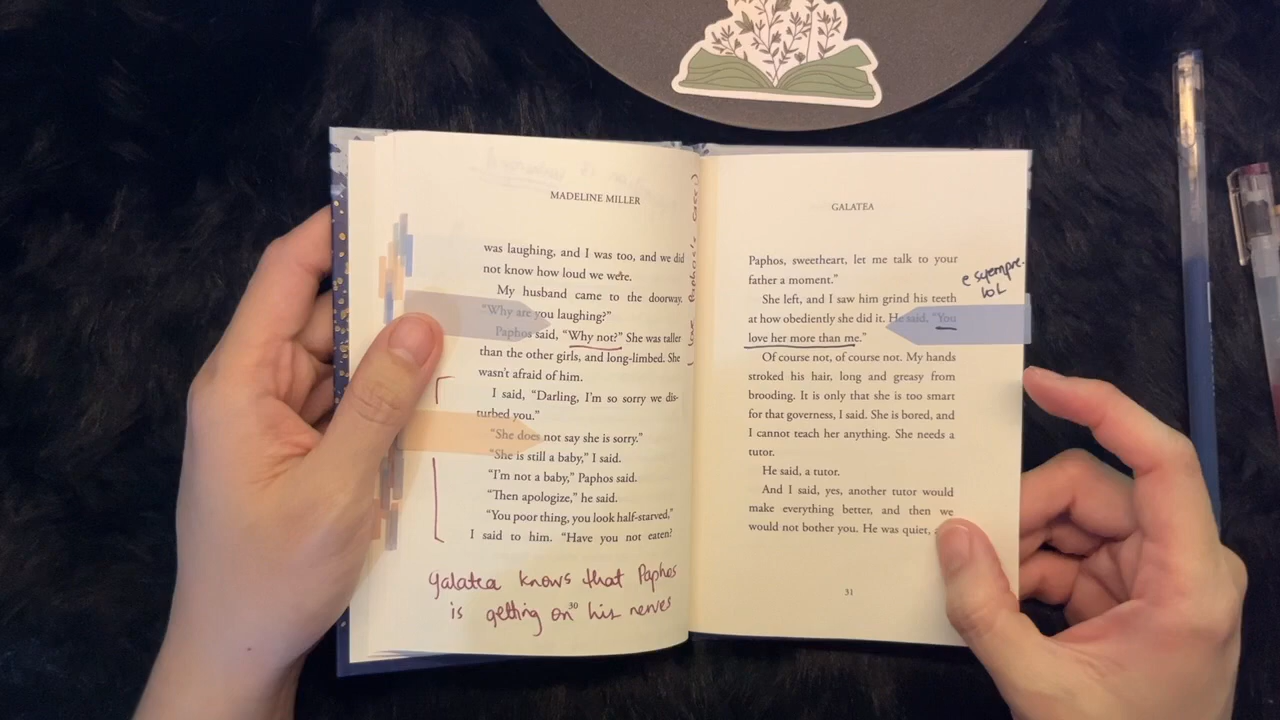 MADELINE MILLER
was laughing, and I was too, and we did
not know how loud we were.
My husband came to the doorway.
"Why are you laughing?"
Paphos said, "Why not?" She was taller
than the other girls, and long-limbed. She
wasn't afraid of him.
I said, "Darling, I'm so sorry we dis-
turbed you."
"She does not say she is sorry."
"She is still a baby," I said.
"I'm not a baby," Paphos said.
"Then apologize," he said.
"You poor thing, you look half-starved,"
I said to him. "Have you not eaten?
galatea knows that Paphos
is getting on his nerves
30
I love Paphos's
GALATEA
Paphos, sweetheart, let me talk to your
father a moment."
She left, and I saw him grind his teeth
at how obediently she did it. He said, "You
love her more than me."
e sempre.
lol
Of course not, of course not. My hands
stroked his hair, long and greasy from
brooding. It is only that she is too smart
for that governess, I said. She is bored, and
I cannot teach her anything. She needs a
tutor.
He said, a tutor.
And I said, yes, another tutor would
make everything better, and then we
would not bother you. He was quiet,
31